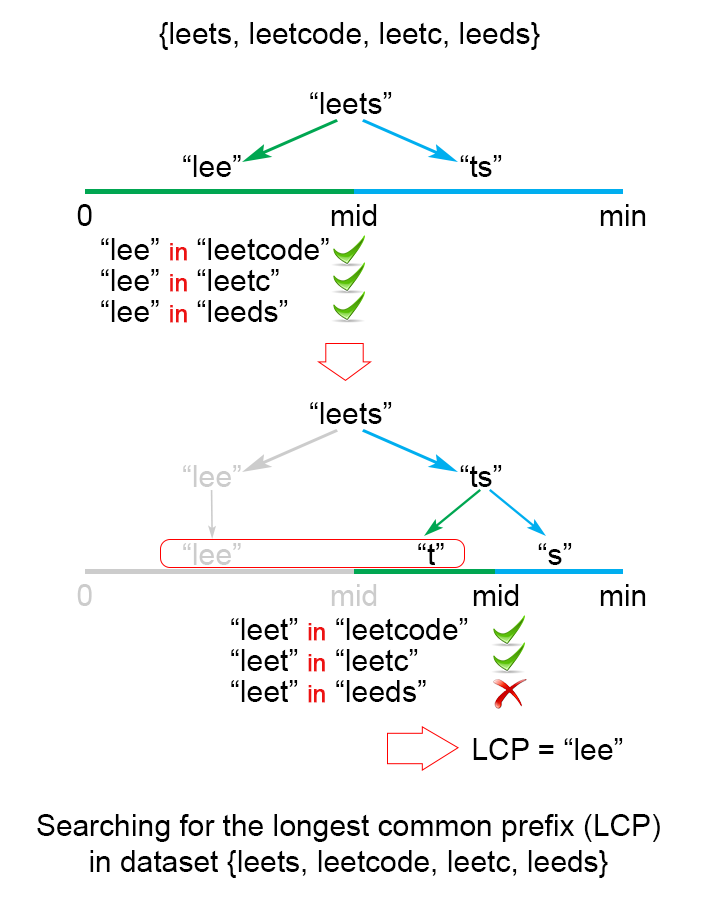 {leets, leetcode, leetc, leeds}
“leets”
“lee” “ts”
0 mid min
“lee” in “leetcode”
“lee” in “leetc”
“lee” in “leeds”
“leets”
“lee” “ts”
“lee” “t” “s”
0 mid mid min
“leet” in “leetcode”
“leet” in “leetc”
“leet” in “leeds”
LCP = “lee”
Searching for the longest common prefix (LCP)
in dataset {leets, leetcode, leetc, leeds}